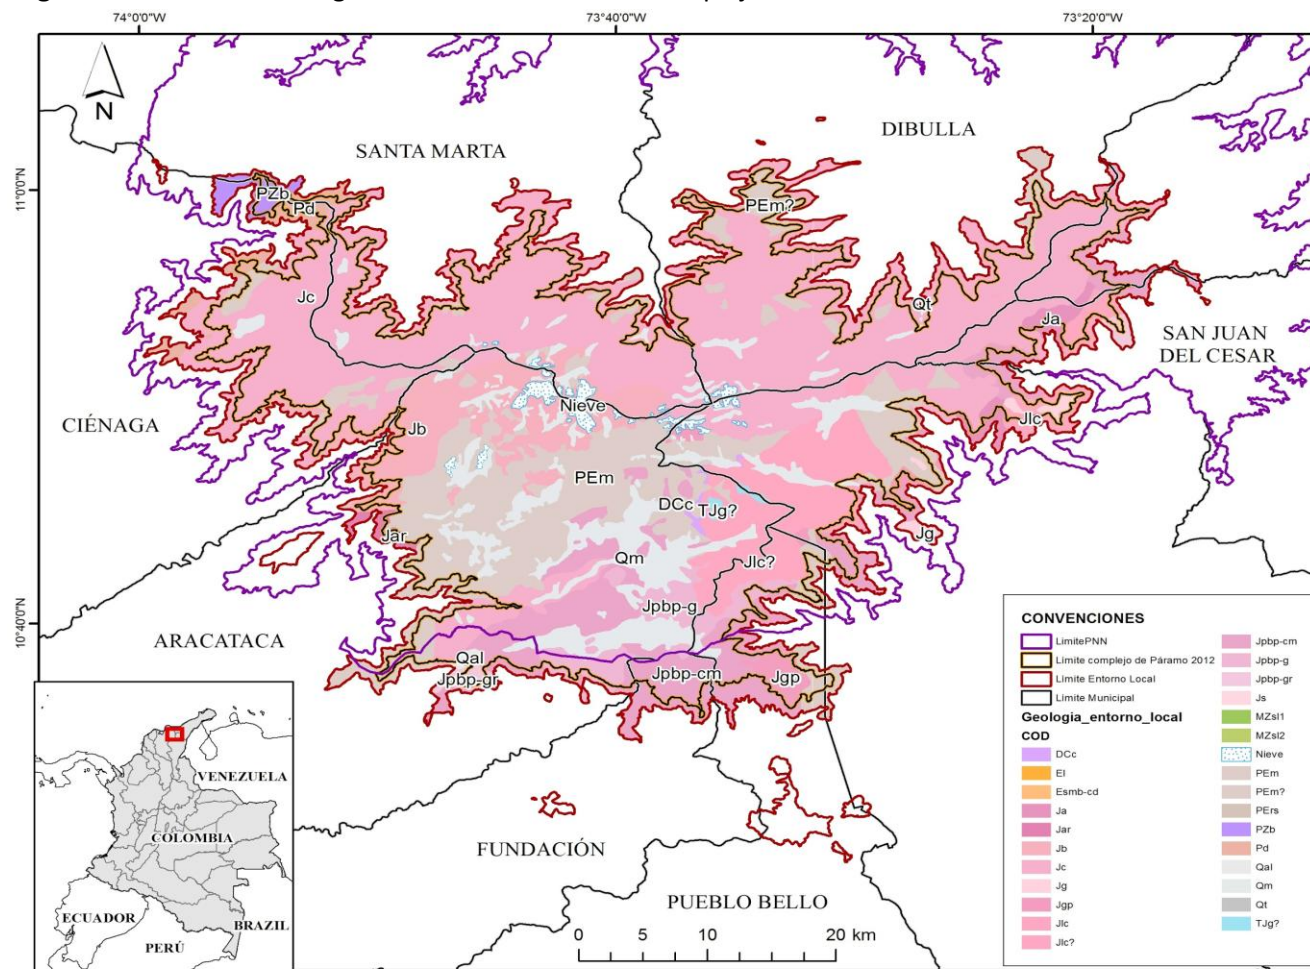 74°0'0"W
73°40'0"W
73°20'0"W
N
DIBULLA
SANTA MARTA
11°0'0"N
PZb
Pd
PEm?
Jc
Qt
Ja
SAN JUAN
DEL CESAR
CIÉNAGA
Nieve
Jb
Jlc
PEm
DCc
TJg?
Jar
Jg
Qm
Jlc?
Jpbp-g
10°40'0"N
ARACATACA
Qal
Jpbp-gr
Jpbp-cm
Jgp
FUNDACIÓN
PUEBLO BELLO
0 5 10 20 km
VENEZUELA
COLOMBIA
ECUADOR
BRAZIL
PERÚ
CONVENCIONES
LimitePNN
Limite complejo de Páramo 2012
Limite Entorno Local
Limite Municipal
Geologia_entorno_local
COD
DCc
EI
Esmb-cd
Ja
Jar
Jb
Jc
Jg
Jgp
Jlc
Jlc?
Jpbp-cm
Jpbp-g
Jpbp-gr
Js
MZsl1
MZsl2
Nieve
PEm
PEm?
PErs
PZb
Pd
Qal
Qm
Qt
TJg?